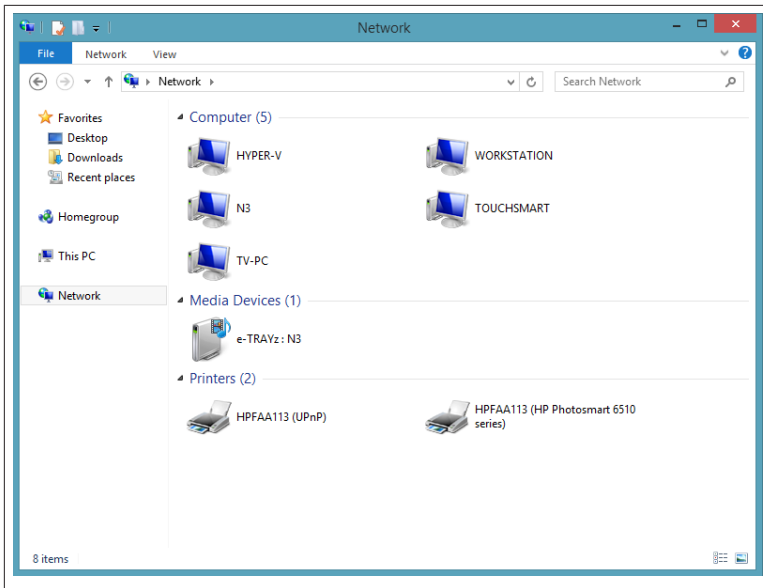 Network
File Network View
Network
Search Network
Favorites
Desktop
Downloads
Recent places
Homegroup
This PC
Network
Computer (5)
HYPER-V
WORKSTATION
N3
TOUCHSMART
TV-PC
Media Devices (1)
e-TRAYz : N3
Printers (2)
HPFAA113 (UPnP)
HPFAA113 (HP Photosmart 6510
series)
8 items